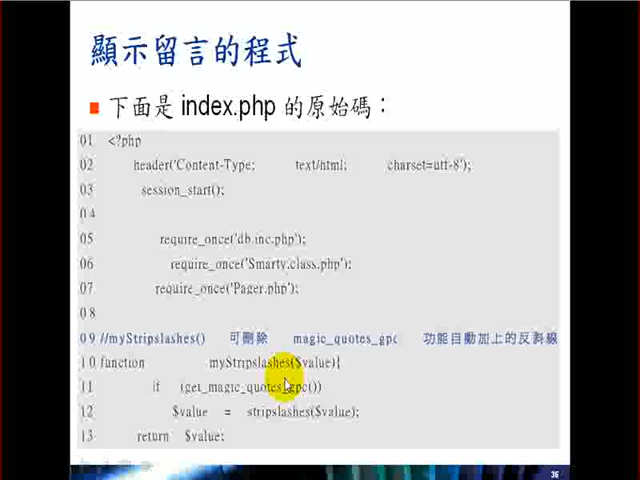 顯示留言的程式
下面是 index.php 的原始碼：
01 <?php
02 header('Content-Type: text/html; charset=utf-8');
03 session_start();
04
05 require_once('db.inc.php');
06 require_once('Smarty.class.php');
07 require_once('Pager.php');
08
09 //myStripslashes() 可刪除 magic_quotes_gpc 功能自動加上的反斜線
10 function myStripslashes($value){
11 if (get_magic_quotes_gpc())
12 $value = stripslashes($value);
13 return $value;
36